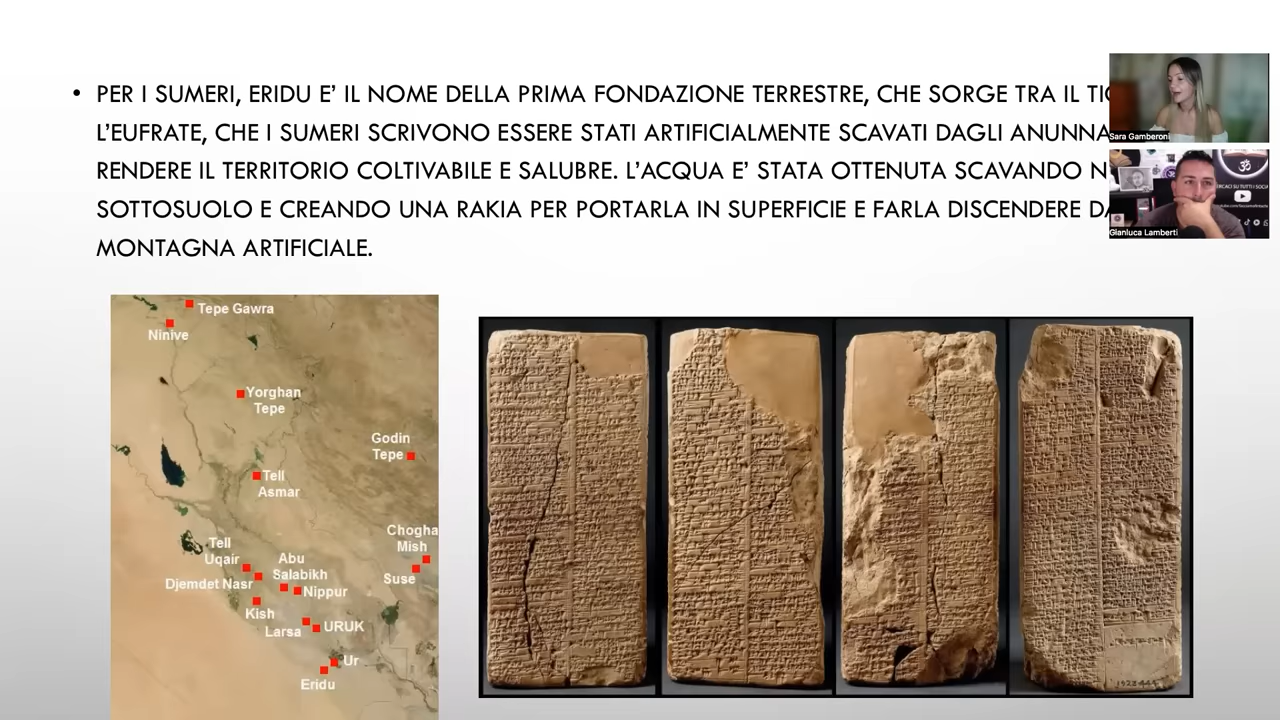 • PER I SUMERI, ERIDU E’ IL NOME DELLA PRIMA FONDAZIONE TERRESTRE, CHE SORGE TRA IL
L’EUFRATE, CHE I SUMERI SCRIVONO ESSERE STATI ARTIFICIALMENTE SCAVATI DAGLI
RENDERE IL TERRITORIO COLTIVABILE E SALUBRE. L’ACQUA E’ STATA OTTENUTA SCAVANDO
SOTTOSUOLO E CREANDO UNA RAKIA PER PORTARLA IN SUPERFICIE E FARLA DISCENDERE
MONTAGNA ARTIFICIALE.
Sara Gamberoni
Gianluca Lamberti
Tepe Gawra
Ninive
Yorghan
Tepe
Godin
Tepe
Tell
Asmar
Chogha
Mish
Tell
Uqair
Abu
Salabikh
Suse
Djemdet Nasr
Nippur
Kish
Larsa
URUK
Ur
Eridu